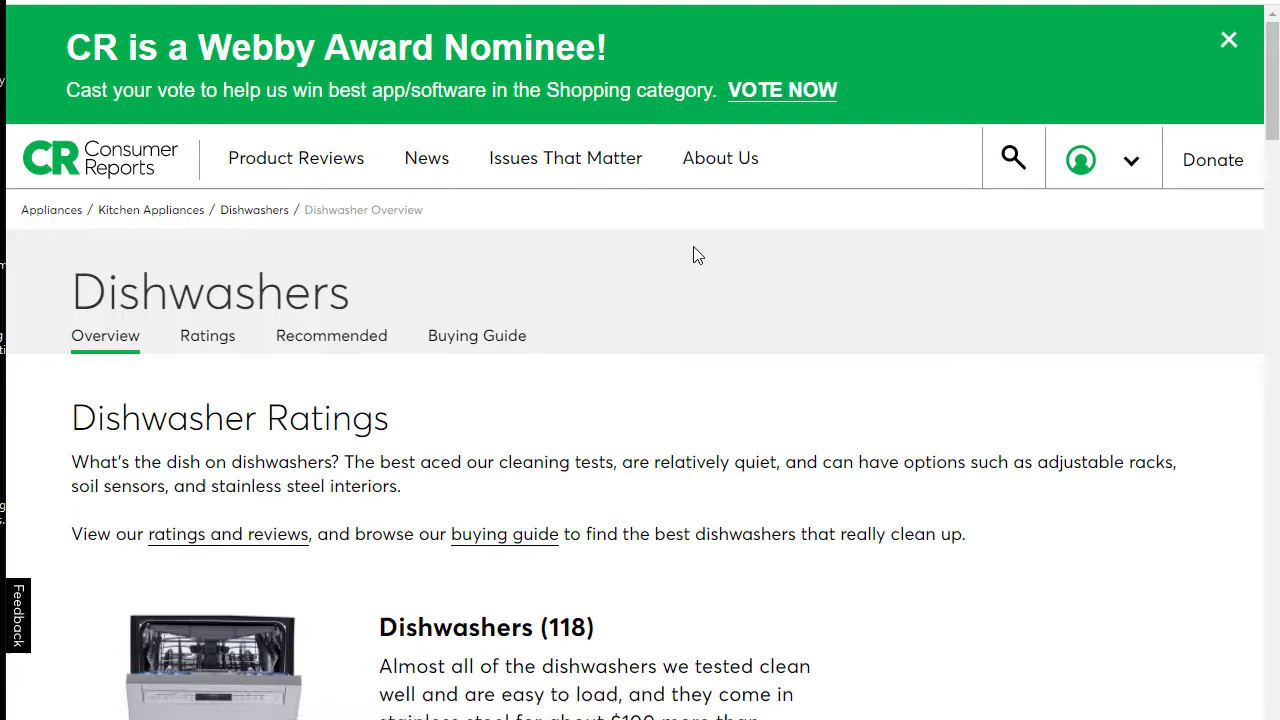 CR is a Webby Award Nominee!
Cast your vote to help us win best app/software in the Shopping category. VOTE NOW
CR Consumer Reports
Product Reviews
News
Issues That Matter
About Us
Donate
Appliances / Kitchen Appliances / Dishwashers / Dishwasher Overview
Dishwashers
Overview
Ratings
Recommended
Buying Guide
Dishwasher Ratings
What's the dish on dishwashers? The best aced our cleaning tests, are relatively quiet, and can have options such as adjustable racks,
soil sensors, and stainless steel interiors.
View our ratings and reviews, and browse our buying guide to find the best dishwashers that really clean up.
Feedback
Dishwashers (118)
Almost all of the dishwashers we tested clean
well and are easy to load, and they come in
stainless steel for about $100 more than